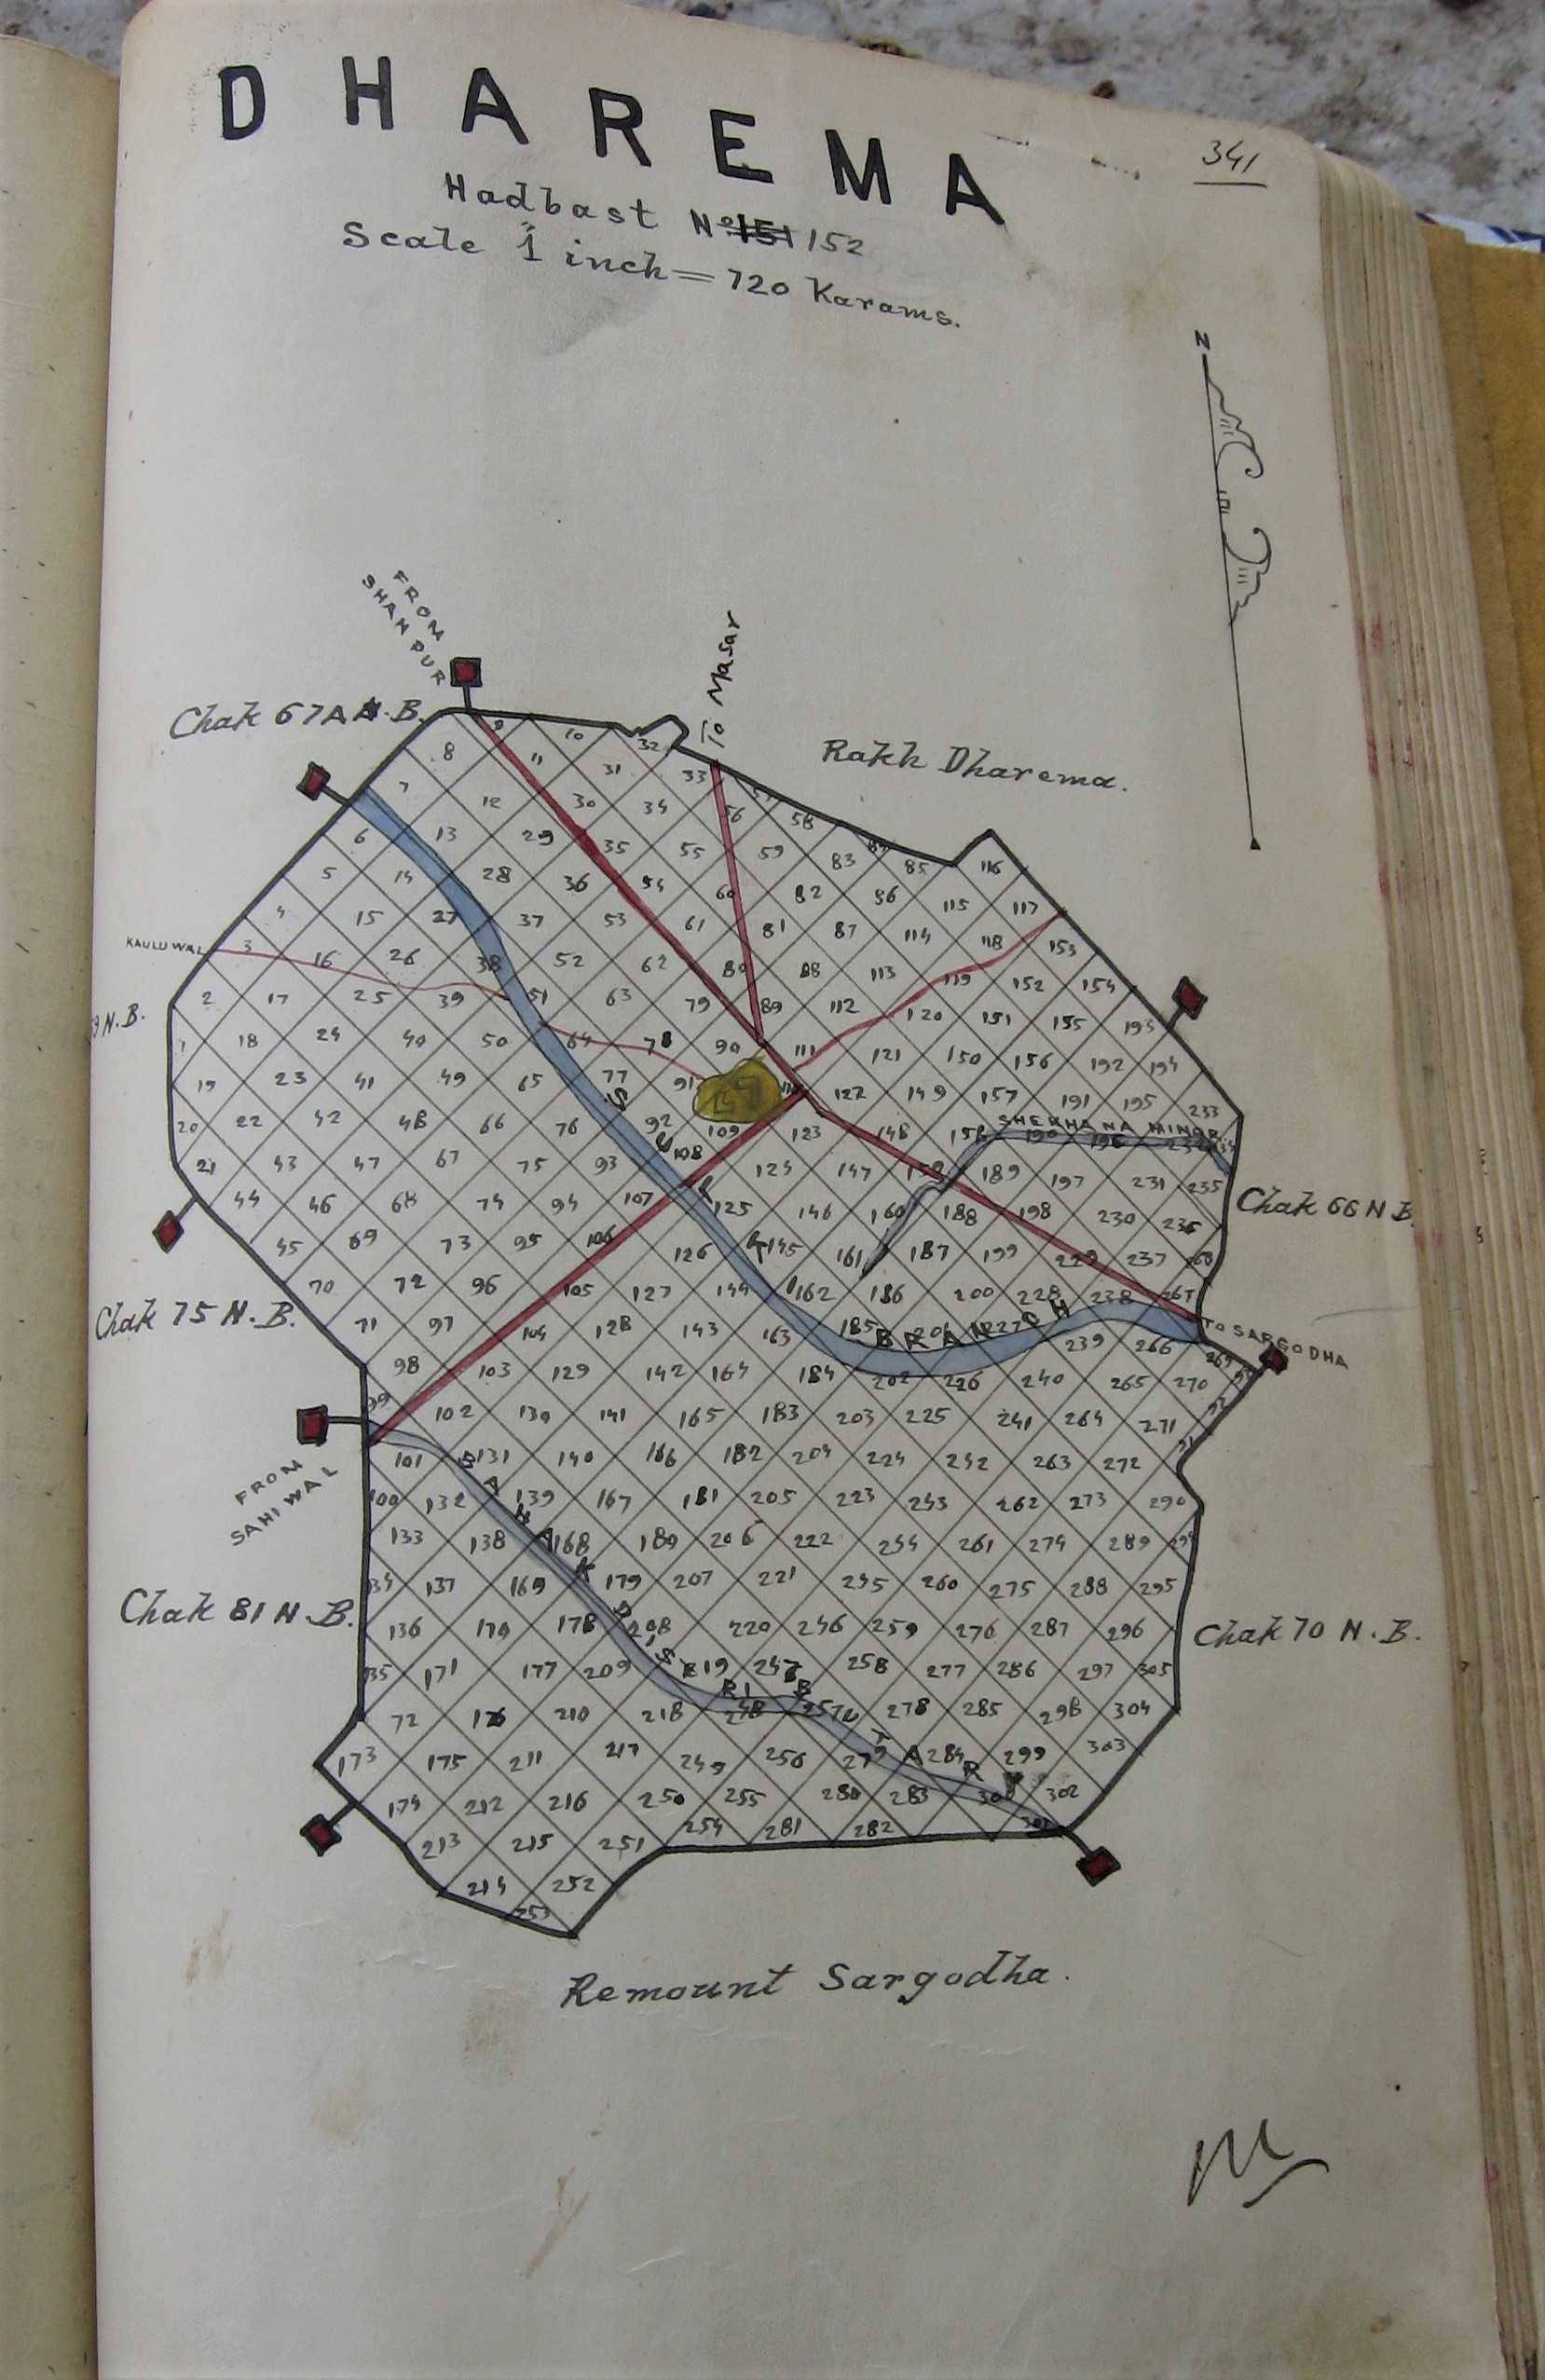 DHAREMA
341
Hadbast No 151 152
Scale 1 inch = 720 Karams.
N
FROM
SHAHPUR
To Masar
Chak 67A N.B.
Rakh Dharema.
KAULUWAL
N.B.
SHEKHANA MINOR
Chak 66 N B
SULKI BRANCH
Chak 75 N.B.
TO SARGODHA
FROM
SAHIWAL
BAHAK DISTRIBUTARY
Chak 81 N.B.
Chak 70 N.B.
9 10 32
8 11 31 33
7 12 30 34 56 58
6 13 29 35 55 59 83 85 116
5 14 28 36 54 60 82 86 115 117
4 15 27 37 53 61 81 87 114 118 153
3 16 26 38 52 62 80 88 113 119 152 154
2 17 25 39 51 63 79 89 112 120 151 155 193
1 18 24 40 50 64 78 90 111 121 150 156 192 194
19 23 41 49 65 77 91 122 149 157 191 195 233
20 22 42 48 66 76 92 109 123 148 158 190 196
21 43 47 67 75 93 108 124 147 159 189 197 231 235
44 46 68 74 94 107 125 146 160 188 198 230 236
45 69 73 95 106 126 145 161 187 199 229 237
70 72 96 105 127 144 162 186 200 228 238 267
71 97 104 128 143 163 185 201 227 239 266
98 103 129 142 164 184 202 226 240 265 270
99 102 130 141 165 183 203 225 241 264 271
101 131 140 166 182 204 224 242 263 272
100 132 139 167 181 205 223 243 262 273 290
133 138 168 180 206 222 244 261 274 289
137 169 179 207 221 245 260 275 288 295
136 170 178 208 220 246 259 276 287 296
171 177 209 219 247 258 277 286 297 305
72 176 210 218 248 257 278 285 298 304
173 175 211 217 249 256 279 284 299 303
174 212 216 250 255 280 283 300 302
213 215 251 254 281 282 301
214 252
253
Remount Sargodha.